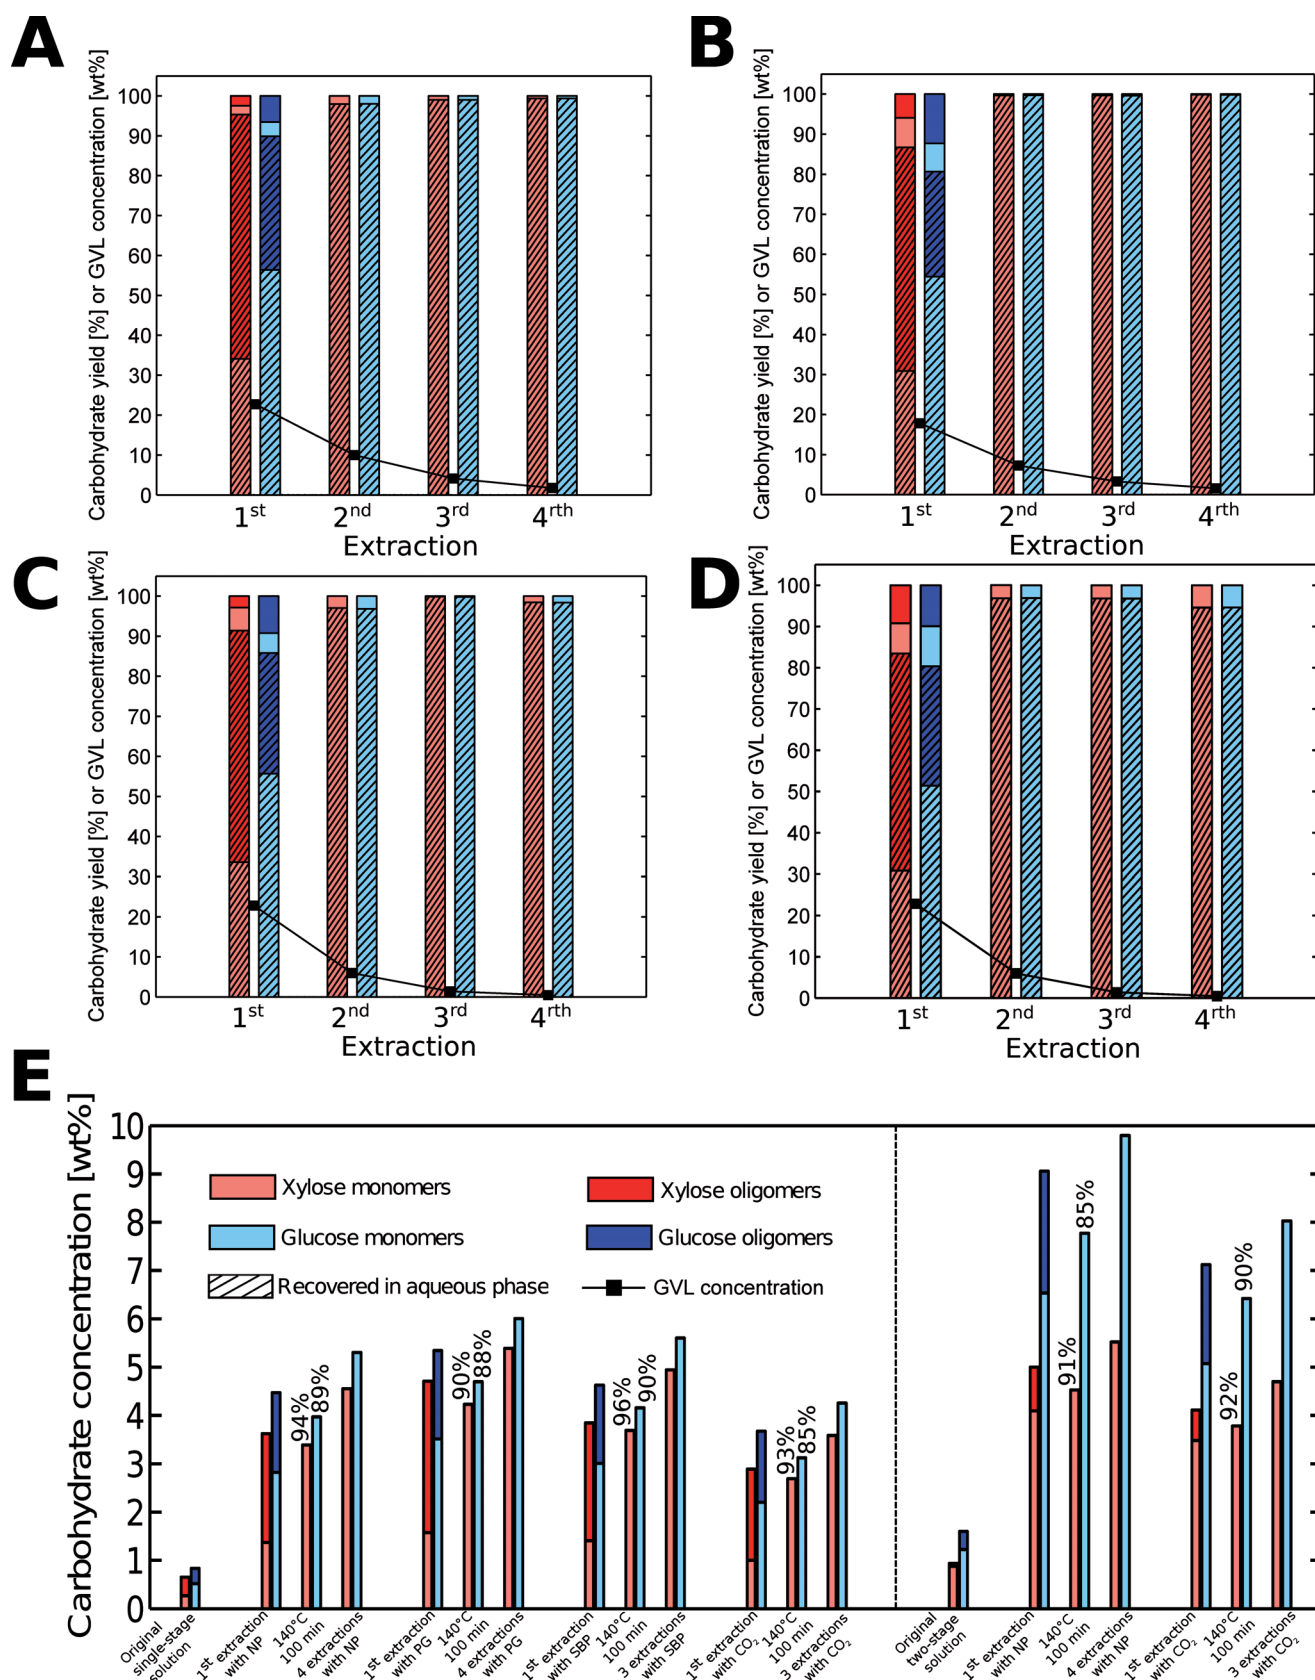 A
Carbohydrate yield [%] or GVL concentration [wt%]
100
90
80
70
60
50
40
30
20
10
0
1st 2nd 3rd 4rth
Extraction
B
Carbohydrate yield [%] or GVL concentration [wt%]
100
90
80
70
60
50
40
30
20
10
0
1st 2nd 3rd 4rth
Extraction
C
Carbohydrate yield [%] or GVL concentration [wt%]
100
90
80
70
60
50
40
30
20
10
0
1st 2nd 3rd 4rth
Extraction
D
Carbohydrate yield [%] or GVL concentration [wt%]
100
90
80
70
60
50
40
30
20
10
0
1st 2nd 3rd 4rth
Extraction
E
Carbohydrate concentration [wt%]
10
9
8
7
6
5
4
3
2
1
0
Xylose monomers
Xylose oligomers
Glucose monomers
Glucose oligomers
Recovered in aqueous phase
GVL concentration
94%
89%
90%
88%
96%
90%
93%
85%
91%
85%
92%
90%
Original
single-stage
solution
1st extraction
with NP
140°C
100 min
4 extractions
with NP
1st extraction
with PG
140°C
100 min
4 extractions
with PG
1st extraction
with SBP
140°C
100 min
3 extractions
with SBP
1st extraction
with CO₂
140°C
100 min
3 extractions
with CO₂
Original
two-stage
solution
1st extraction
with NP
140°C
100 min
4 extractions
with NP
1st extraction
with CO₂
140°C
100 min
3 extractions
with CO₂